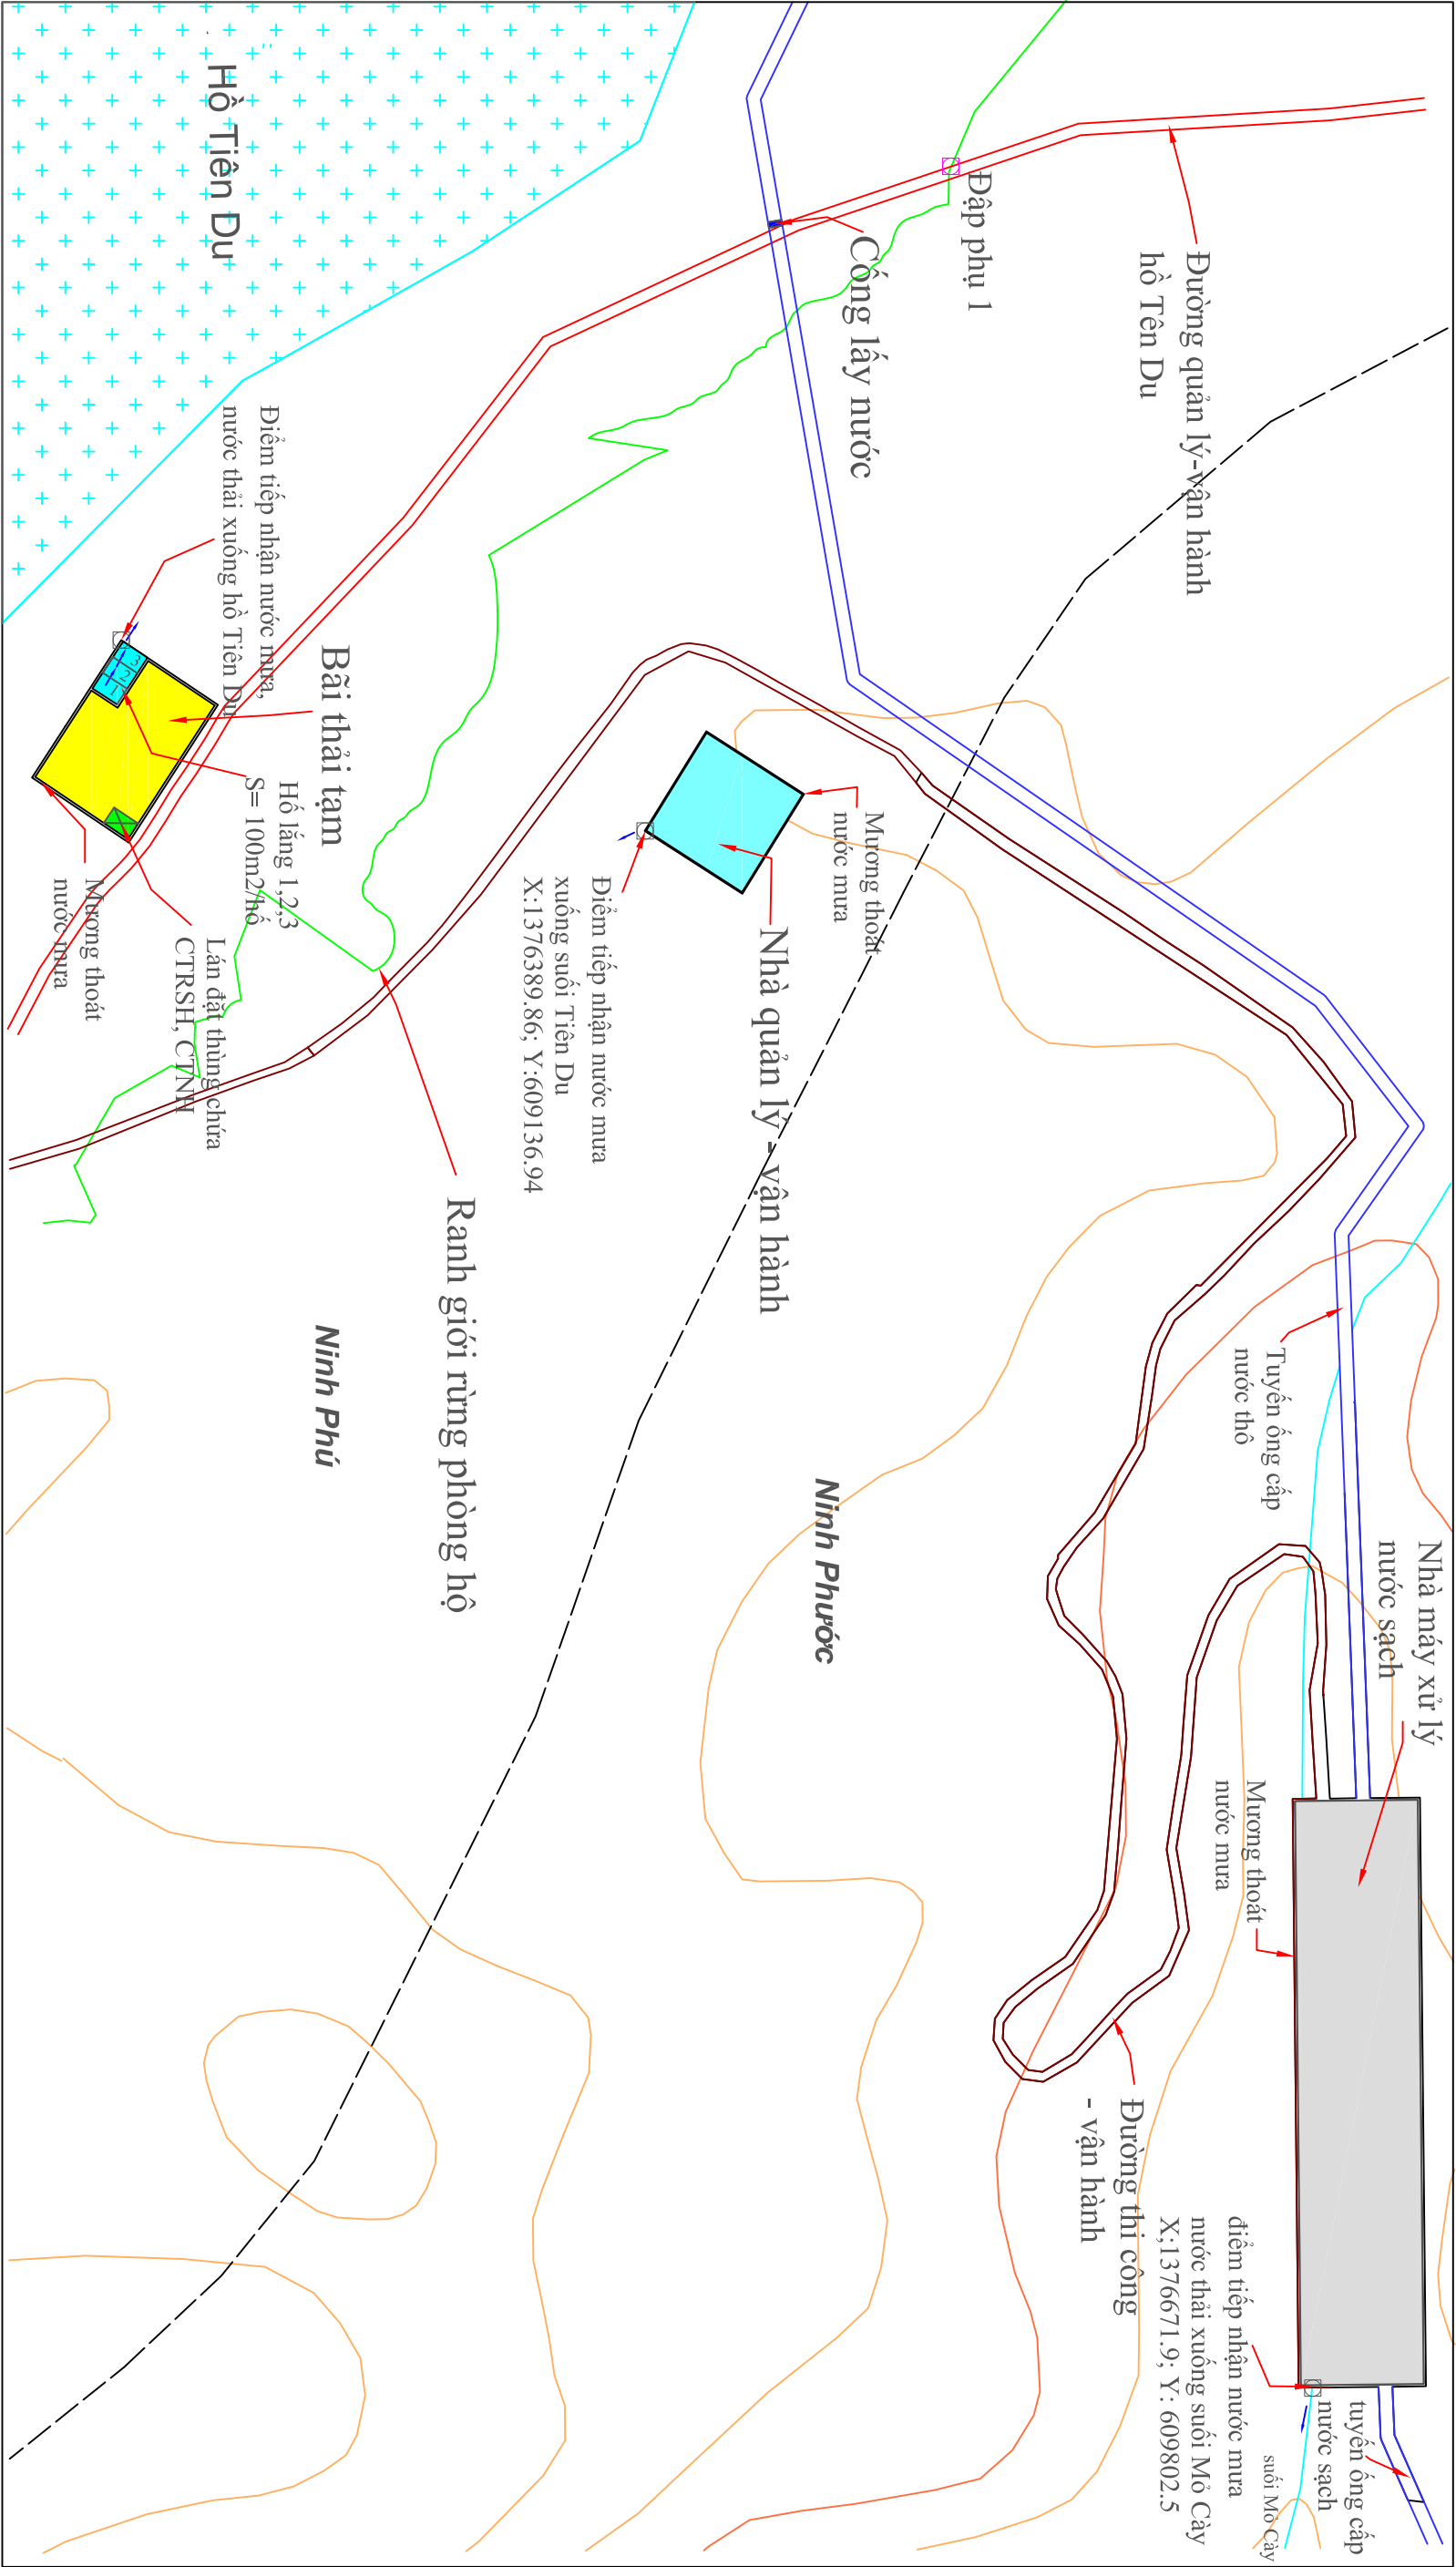 Hồ Tiên Du
Đập phụ 1
Đường quản lý-vận hành
hồ Tên Du
Cống lấy nước
Điểm tiếp nhận nước mưa,
nước thải xuống hồ Tiên Du
Bãi thải tạm
Hồ lắng 1,2,3
S= 100m2/hồ
3
2
1
Mương thoát
nước mưa
Lán đặt thùng chứa
CTRSH, CTNH
Mương thoát
nước mưa
Điểm tiếp nhận nước mưa
xuống suối Tiên Du
X:1376389.86; Y:609136.94
Nhà quản lý - vận hành
Ranh giới rừng phòng hộ
Ninh Phú
Ninh Phước
Tuyến ống cấp
nước thô
Nhà máy xử lý
nước sạch
Mương thoát
nước mưa
Đường thi công
- vận hành
điểm tiếp nhận nước mưa
nước thải xuống suối Mỏ Cày
X;1376671.9; Y: 609802.5
tuyến ống cấp
nước sạch
suối Mỏ Cày